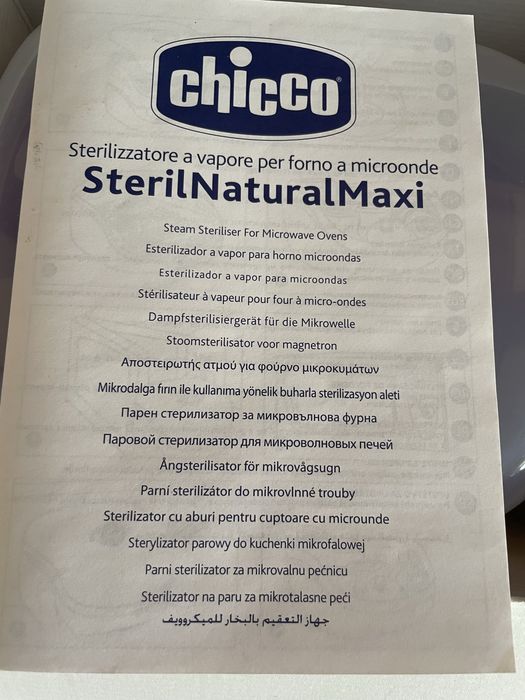 chicco
Sterilizzatore a vapore per forno a microonde
SterilNaturalMaxi
Steam Steriliser For Microwave Ovens
Esterilizador a vapor para horno microondas
Esterilizador a vapor para microondas
Stérilisateur à vapeur pour four à micro-ondes
Dampfsterilisiergerät für die Mikrowelle
Stoomsterilisator voor magnetron
Αποστειρωτής ατμού για φούρνο μικροκυμάτων
Mikrodalga fırın ile kullanıma yönelik buharla sterilizasyon aleti
Парен стерилизатор за микровълнова фурна
Паровой стерилизатор для микроволновых печей
Ångsterilisator för mikrovågsugn
Parní sterilizátor do mikrovlnné trouby
Sterilizator cu aburi pentru cuptoare cu microunde
Sterylizator parowy do kuchenki mikrofalowej
Parni sterilizator za mikrovalnu pećnicu
Sterilizator na paru za mikrotalasne peći
جهاز التعقيم بالبخار للميكروويف